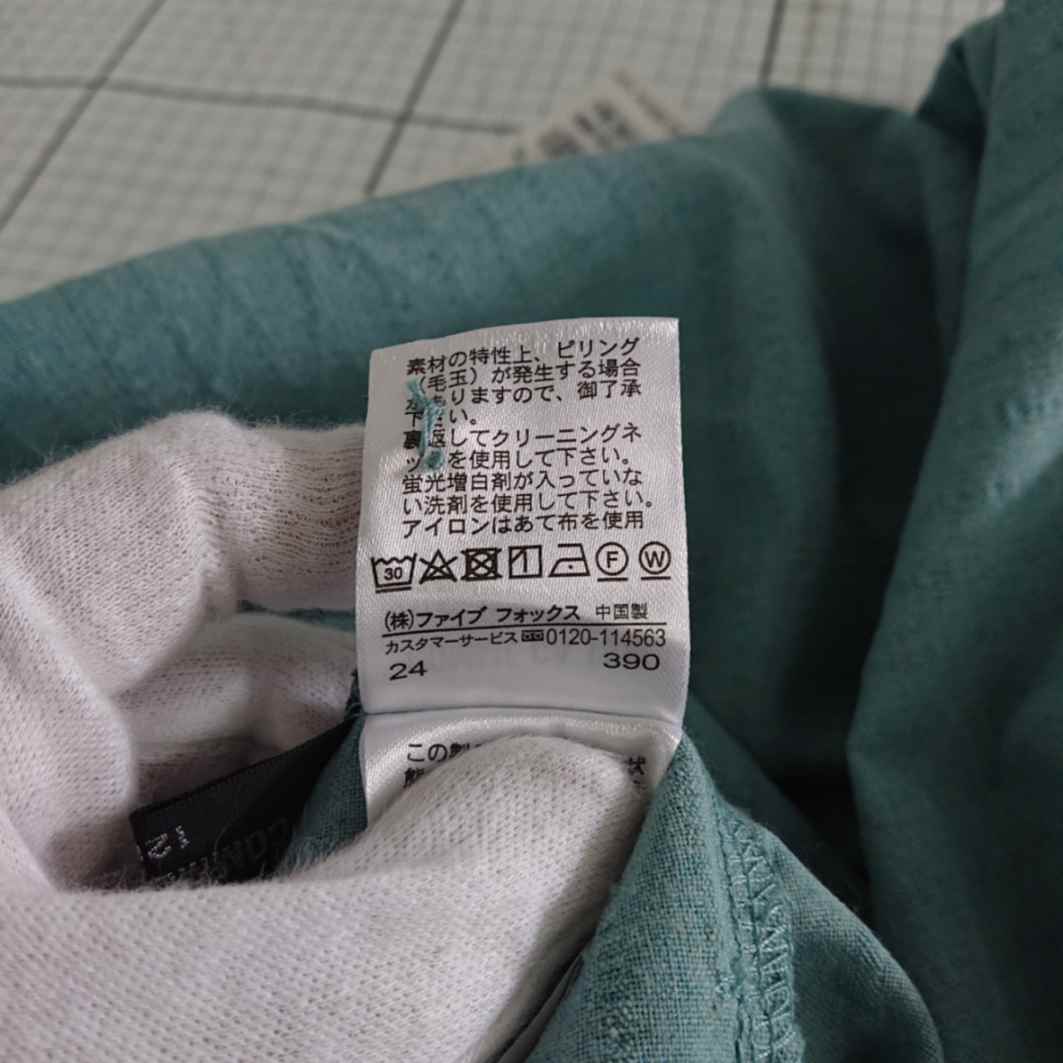 素材の特性上、ピリング
（毛玉）が発生する場合
がありますので、御了承
下さい。
裏返してクリーニングネ
ットを使用して下さい。
蛍光増白剤が入っていな
い洗剤を使用して下さい。
アイロンはあて布を使用
30 F W
(株)ファイブ フォックス 中国製
カスタマーサービス 0120-114563
24 390
この製 状
態